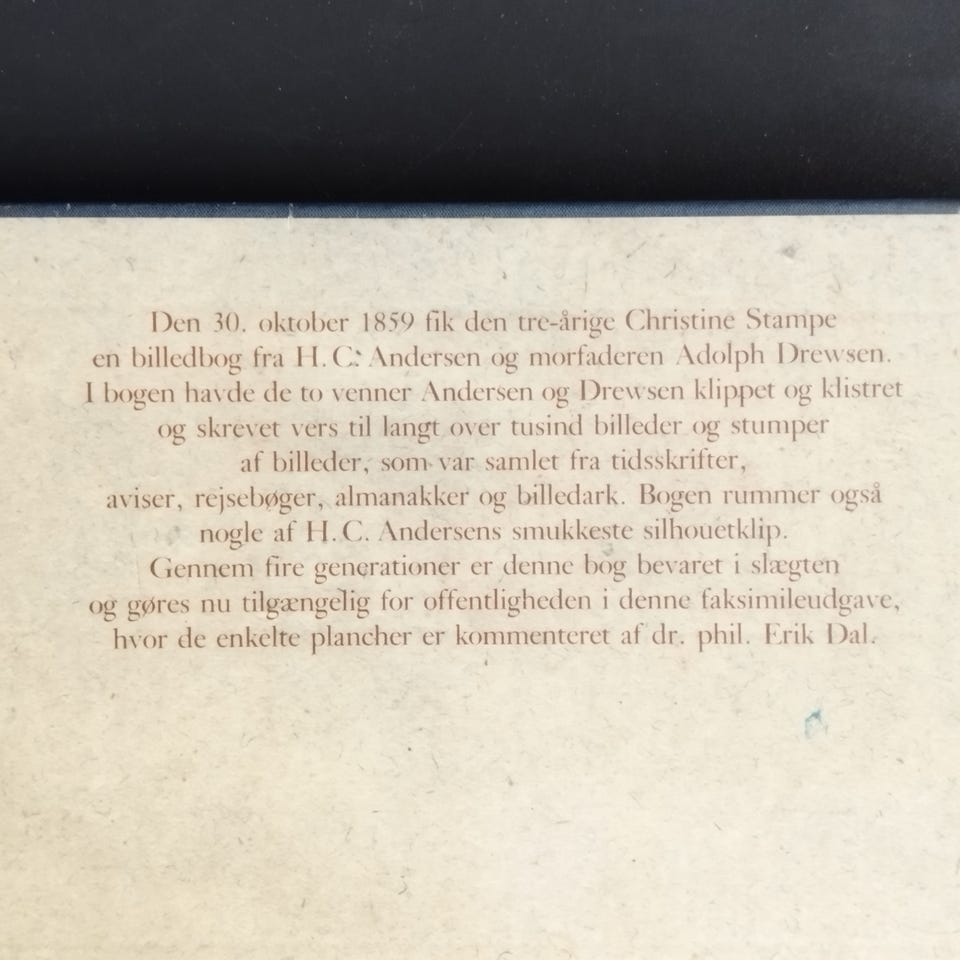 Den 30. oktober 1859 fik den tre-årige Christine Stampe
en billedbog fra H. C. Andersen og morfaderen Adolph Drewsen.
I bogen havde de to venner Andersen og Drewsen klippet og klistret
og skrevet vers til langt over tusind billeder og stumper
af billeder, som var samlet fra tidsskrifter,
aviser, rejsebøger, almanakker og billedark. Bogen rummer også
nogle af H. C. Andersens smukkeste silhouetklip.
Gennem fire generationer er denne bog bevaret i slægten
og gøres nu tilgængelig for offentligheden i denne faksimileudgave,
hvor de enkelte plancher er kommenteret af dr. phil. Erik Dal.